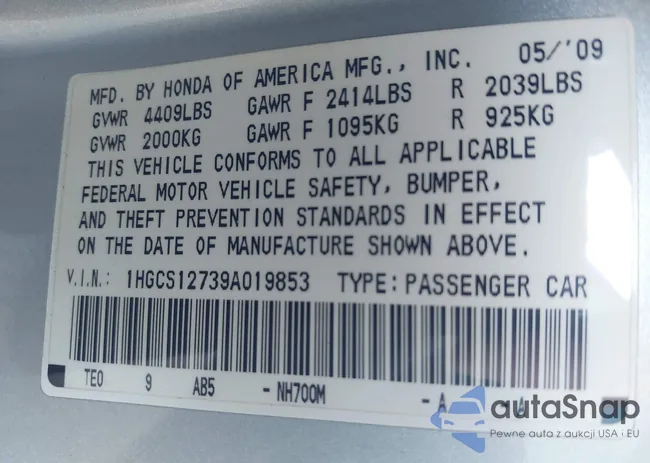 MFD. BY HONDA OF AMERICA MFG., INC. 05/'09
GVWR 4409LBS GAWR F 2414LBS R 2039LBS
GVWR 2000KG GAWR F 1095KG R 925KG
THIS VEHICLE CONFORMS TO ALL APPLICABLE
FEDERAL MOTOR VEHICLE SAFETY, BUMPER,
AND THEFT PREVENTION STANDARDS IN EFFECT
ON THE DATE OF MANUFACTURE SHOWN ABOVE.
V.I.N.: 1HGCS12739A019853 TYPE: PASSENGER CAR
TE0 9 AB5 - NH700M - A A
autaSnap
Pewne auta z aukcji USA i EU